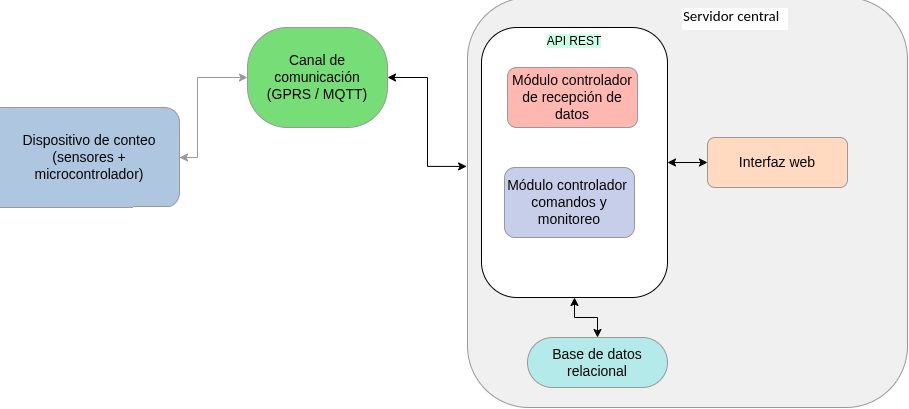 Servidor central
API REST
Canal de
comunicación
(GPRS / MQTT)
Módulo controlador
de recepción de
datos
Dispositivo de conteo
(sensores +
microcontrolador)
Interfaz web
Módulo controlador
comandos y
monitoreo
Base de datos
relacional